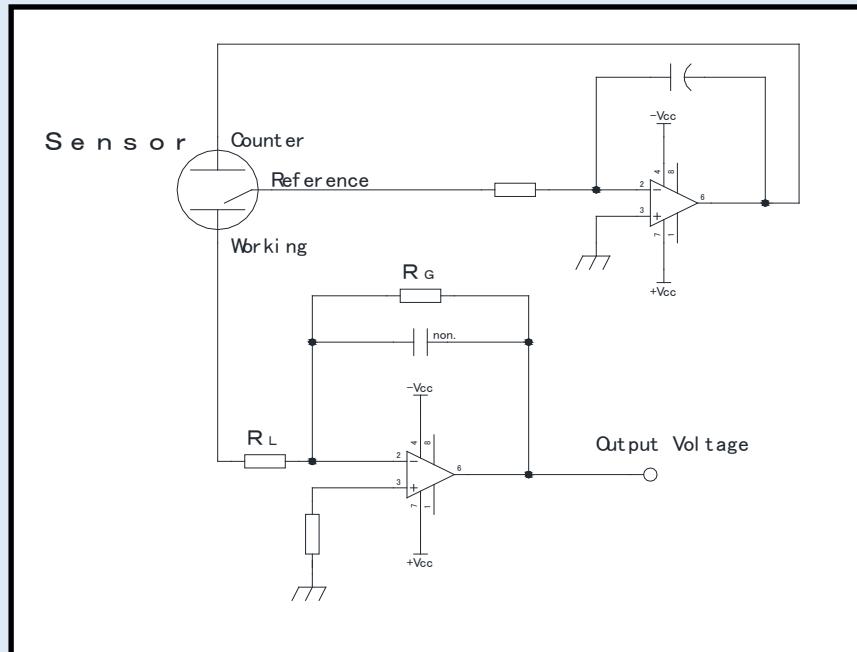 -Vcc
Sensor
Counter
4
8
Reference
2
-
6
3
+
Working
7
1
RG
+Vcc
non.
-Vcc
RL
4
8
Output Voltage
2
-
6
3
+
7
1
+Vcc